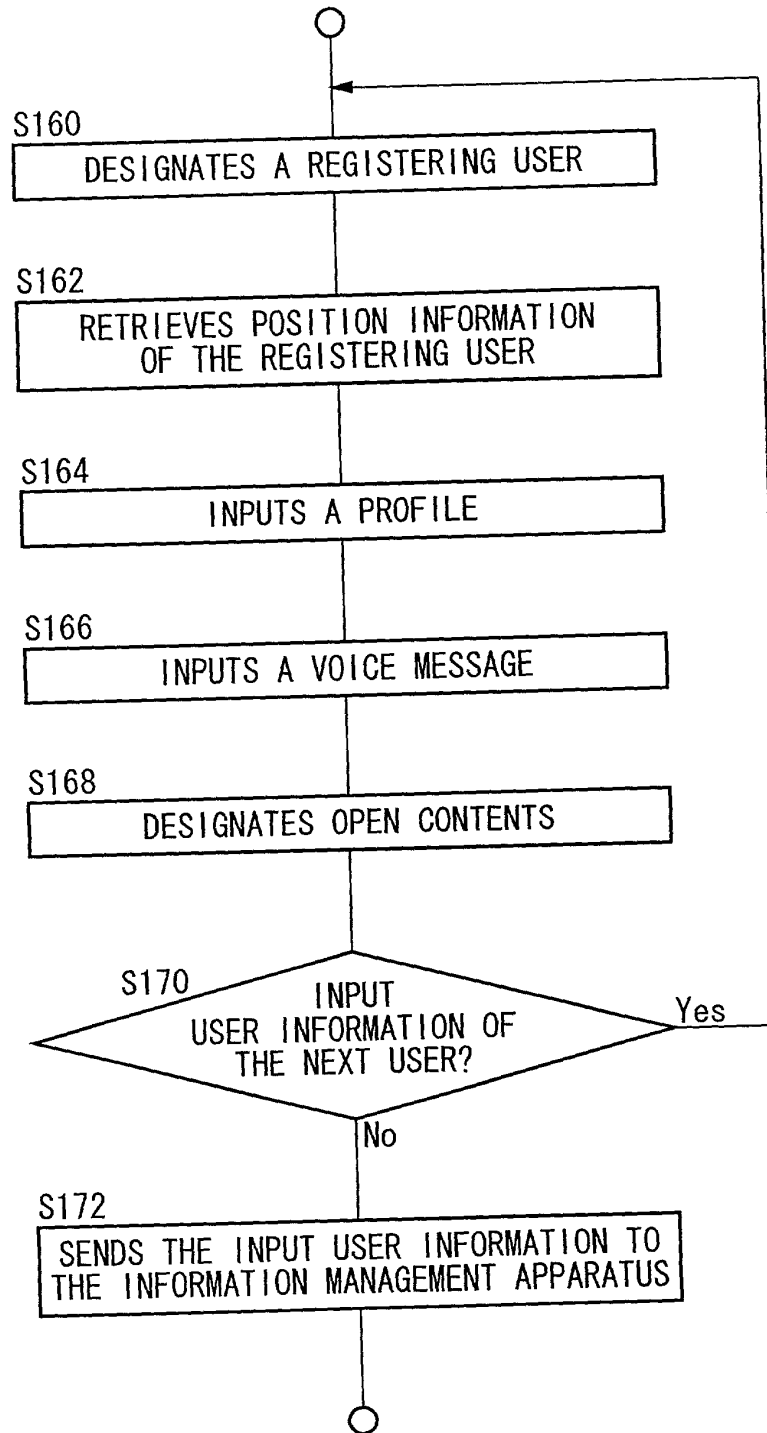 S160
DESIGNATES A REGISTERING USER
S162
RETRIEVES POSITION INFORMATION
OF THE REGISTERING USER
S164
INPUTS A PROFILE
S166
INPUTS A VOICE MESSAGE
S168
DESIGNATES OPEN CONTENTS
S170
INPUT
USER INFORMATION OF
THE NEXT USER?
Yes
No
S172
SENDS THE INPUT USER INFORMATION TO
THE INFORMATION MANAGEMENT APPARATUS